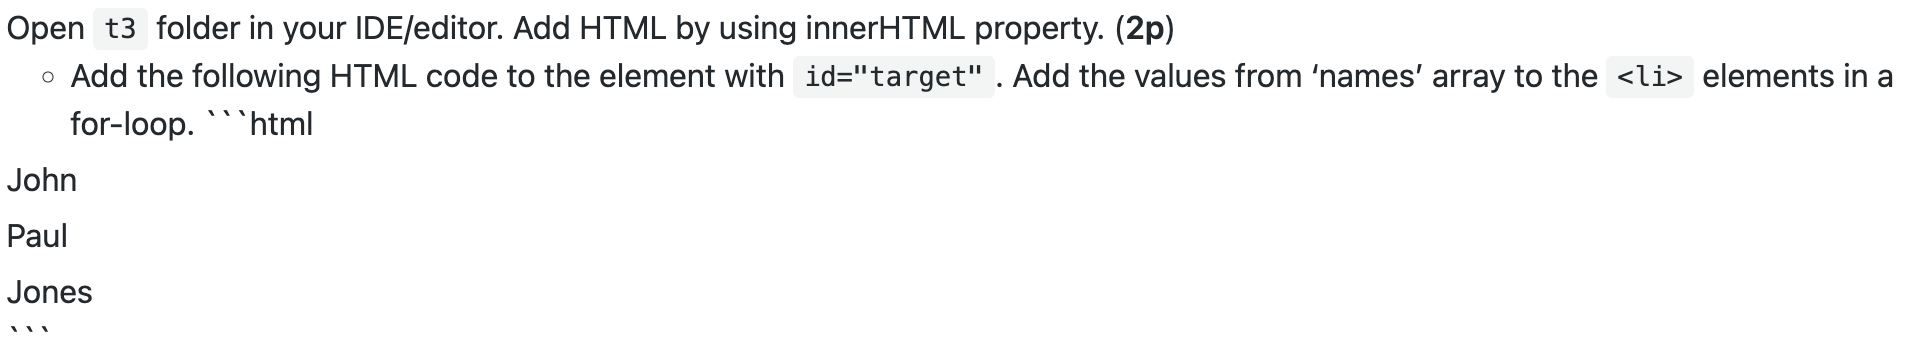 Open t3 folder in your IDE/editor. Add HTML by using innerHTML property. (2p)
◦ Add the following HTML code to the element with id="target" . Add the values from ‘names’ array to the <li> elements in a
for-loop. ```html
John
Paul
Jones
```